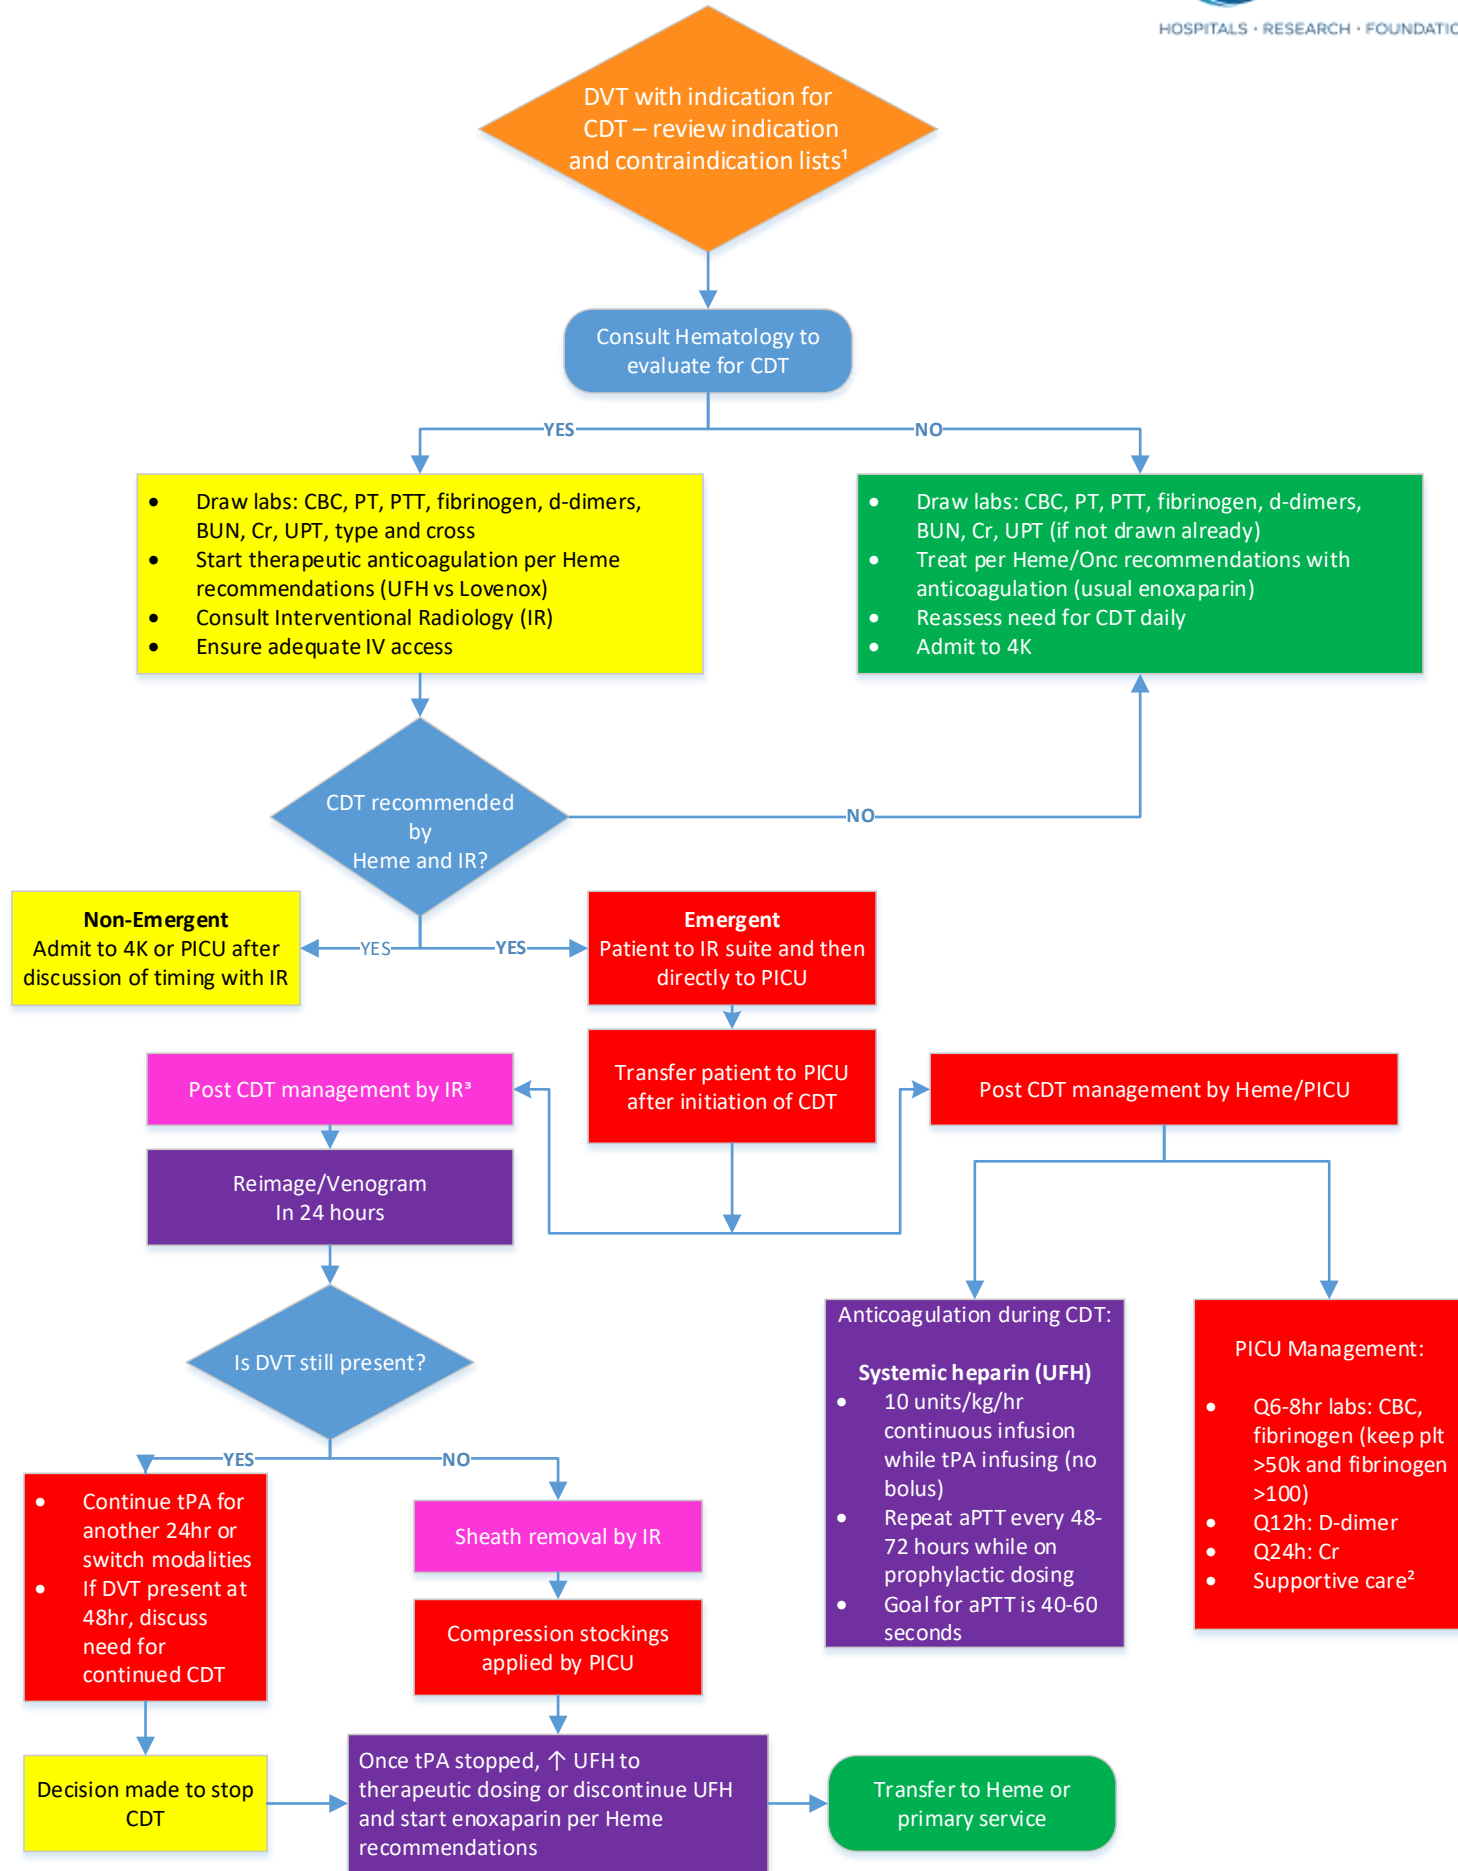 HOSPITALS · RESEARCH · FOUNDATIO
DVT with indication for
CDT – review indication
and contraindication lists¹
Consult Hematology to
evaluate for CDT
YES
NO
• Draw labs: CBC, PT, PTT, fibrinogen, d-dimers,
BUN, Cr, UPT, type and cross
• Start therapeutic anticoagulation per Heme
recommendations (UFH vs Lovenox)
• Consult Interventional Radiology (IR)
• Ensure adequate IV access
• Draw labs: CBC, PT, PTT, fibrinogen, d-dimers,
BUN, Cr, UPT (if not drawn already)
• Treat per Heme/Onc recommendations with
anticoagulation (usual enoxaparin)
• Reassess need for CDT daily
• Admit to 4K
CDT recommended
by
Heme and IR?
NO
Non-Emergent
Admit to 4K or PICU after
discussion of timing with IR
YES
YES
Emergent
Patient to IR suite and then
directly to PICU
Transfer patient to PICU
after initiation of CDT
Post CDT management by IR³
Post CDT management by Heme/PICU
Reimage/Venogram
In 24 hours
Is DVT still present?
YES
NO
• Continue tPA for
another 24hr or
switch modalities
• If DVT present at
48hr, discuss
need for
continued CDT
Sheath removal by IR
Compression stockings
applied by PICU
Anticoagulation during CDT:
Systemic heparin (UFH)
• 10 units/kg/hr
continuous infusion
while tPA infusing (no
bolus)
• Repeat aPTT every 48-
72 hours while on
prophylactic dosing
• Goal for aPTT is 40-60
seconds
PICU Management:
• Q6-8hr labs: CBC,
fibrinogen (keep plt
>50k and fibrinogen
>100)
• Q12h: D-dimer
• Q24h: Cr
• Supportive care²
Decision made to stop
CDT
Once tPA stopped, ↑ UFH to
therapeutic dosing or discontinue UFH
and start enoxaparin per Heme
recommendations
Transfer to Heme or
primary service